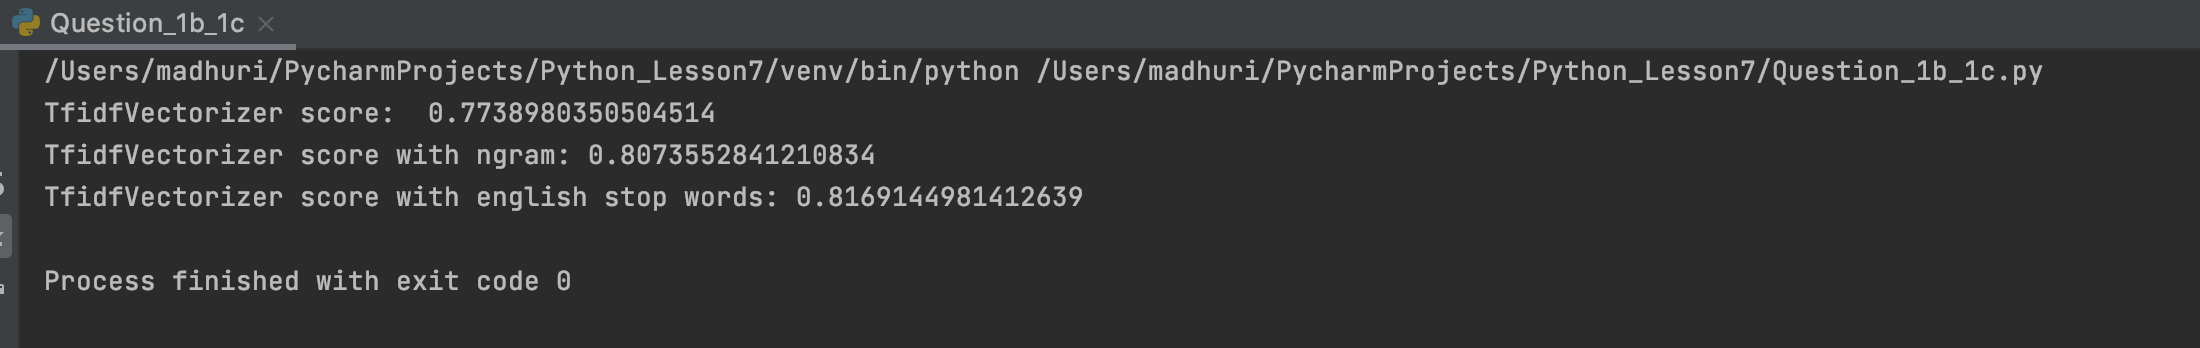 Question_1b_1c
/Users/madhuri/PycharmProjects/Python_Lesson7/venv/bin/python /Users/madhuri/PycharmProjects/Python_Lesson7/Question_1b_1c.py
TfidfVectorizer score:  0.7738980350504514
TfidfVectorizer score with ngram: 0.8073552841210834
TfidfVectorizer score with english stop words: 0.8169144981412639
Process finished with exit code 0